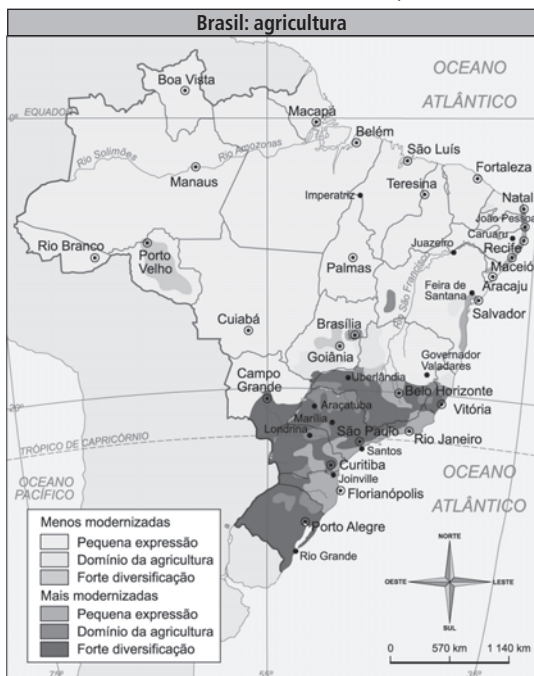 Brasil: agricultura
OCEANO
ATLÂNTICO
Boa Vista
0º EQUADOR
Macapá
Belém
Rio Solimões
Rio Amazonas
São Luís
Manaus
Fortaleza
Imperatriz
Teresina
Natal
João Pessoa
Caruaru
Rio Branco
Porto
Velho
Juazeiro
Recife
Palmas
Rio São Francisco
Maceió
Aracaju
Feira de
Santana
Salvador
Cuiabá
Brasília
Goiânia
Governador
Valadares
Campo
Grande
Uberlândia
Belo Horizonte
Araçatuba
Vitória
Marília
Londrina
São Paulo
Rio Janeiro
TRÓPICO DE CAPRICÓRNIO
Santos
Curitiba
Joinville
OCEANO
PACÍFICO
Florianópolis
OCEANO
ATLÂNTICO
Porto Alegre
Rio Grande
Menos modernizadas
Pequena expressão
Domínio da agricultura
Forte diversificação
Mais modernizadas
Pequena expressão
Domínio da agricultura
Forte diversificação
NORTE
OESTE
LESTE
SUL
0 570 km 1 140 km
55º